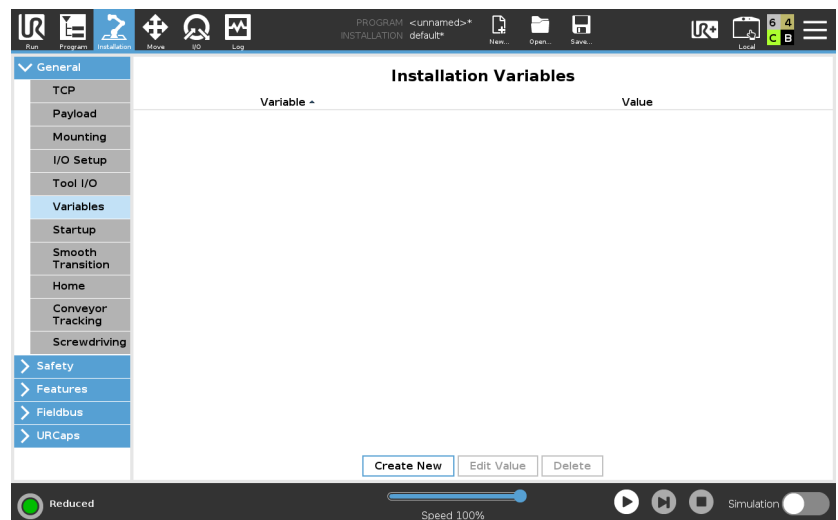 PROGRAM <unnamed>*
INSTALLATION default*
Run
Program
Installation
Move
I/O
Log
New...
Open...
Save...
UR+
Local
6 4
C B
General
TCP
Payload
Mounting
I/O Setup
Tool I/O
Variables
Startup
Smooth
Transition
Home
Conveyor
Tracking
Screwdriving
Safety
Features
Fieldbus
URCaps
Installation Variables
Variable
Value
Create New
Edit Value
Delete
Reduced
Speed 100%
Simulation